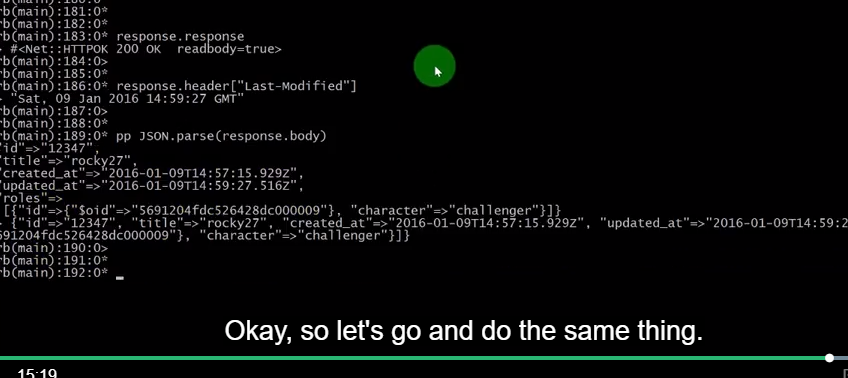 rb(main):181:0*
rb(main):182:0*
rb(main):183:0* response.response
> #<Net::HTTPOK 200 OK  readbody=true>
rb(main):184:0>
rb(main):185:0*
rb(main):186:0* response.header["Last-Modified"]
> "Sat, 09 Jan 2016 14:59:27 GMT"
rb(main):187:0>
rb(main):188:0*
rb(main):189:0* pp JSON.parse(response.body)
"id"=>"12347",
"title"=>"rocky27",
"created_at"=>"2016-01-09T14:57:15.929Z",
"updated_at"=>"2016-01-09T14:59:27.516Z",
"roles"=>
[{"id"=>{"$oid"=>"5691204fdc526428dc000009"}, "character"=>"challenger"}]}
> {"id"=>"12347", "title"=>"rocky27", "created_at"=>"2016-01-09T14:57:15.929Z", "updated_at"=>"2016-01-09T14:59:2
691204fdc526428dc000009"}, "character"=>"challenger"}]}
rb(main):190:0>
rb(main):191:0*
rb(main):192:0* _
Okay, so let's go and do the same thing.
15:19